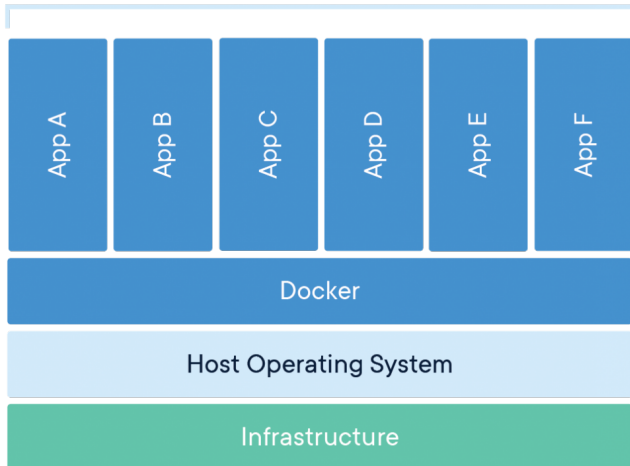 App A
App B
App C
App D
App E
App F
Docker
Host Operating System
Infrastructure